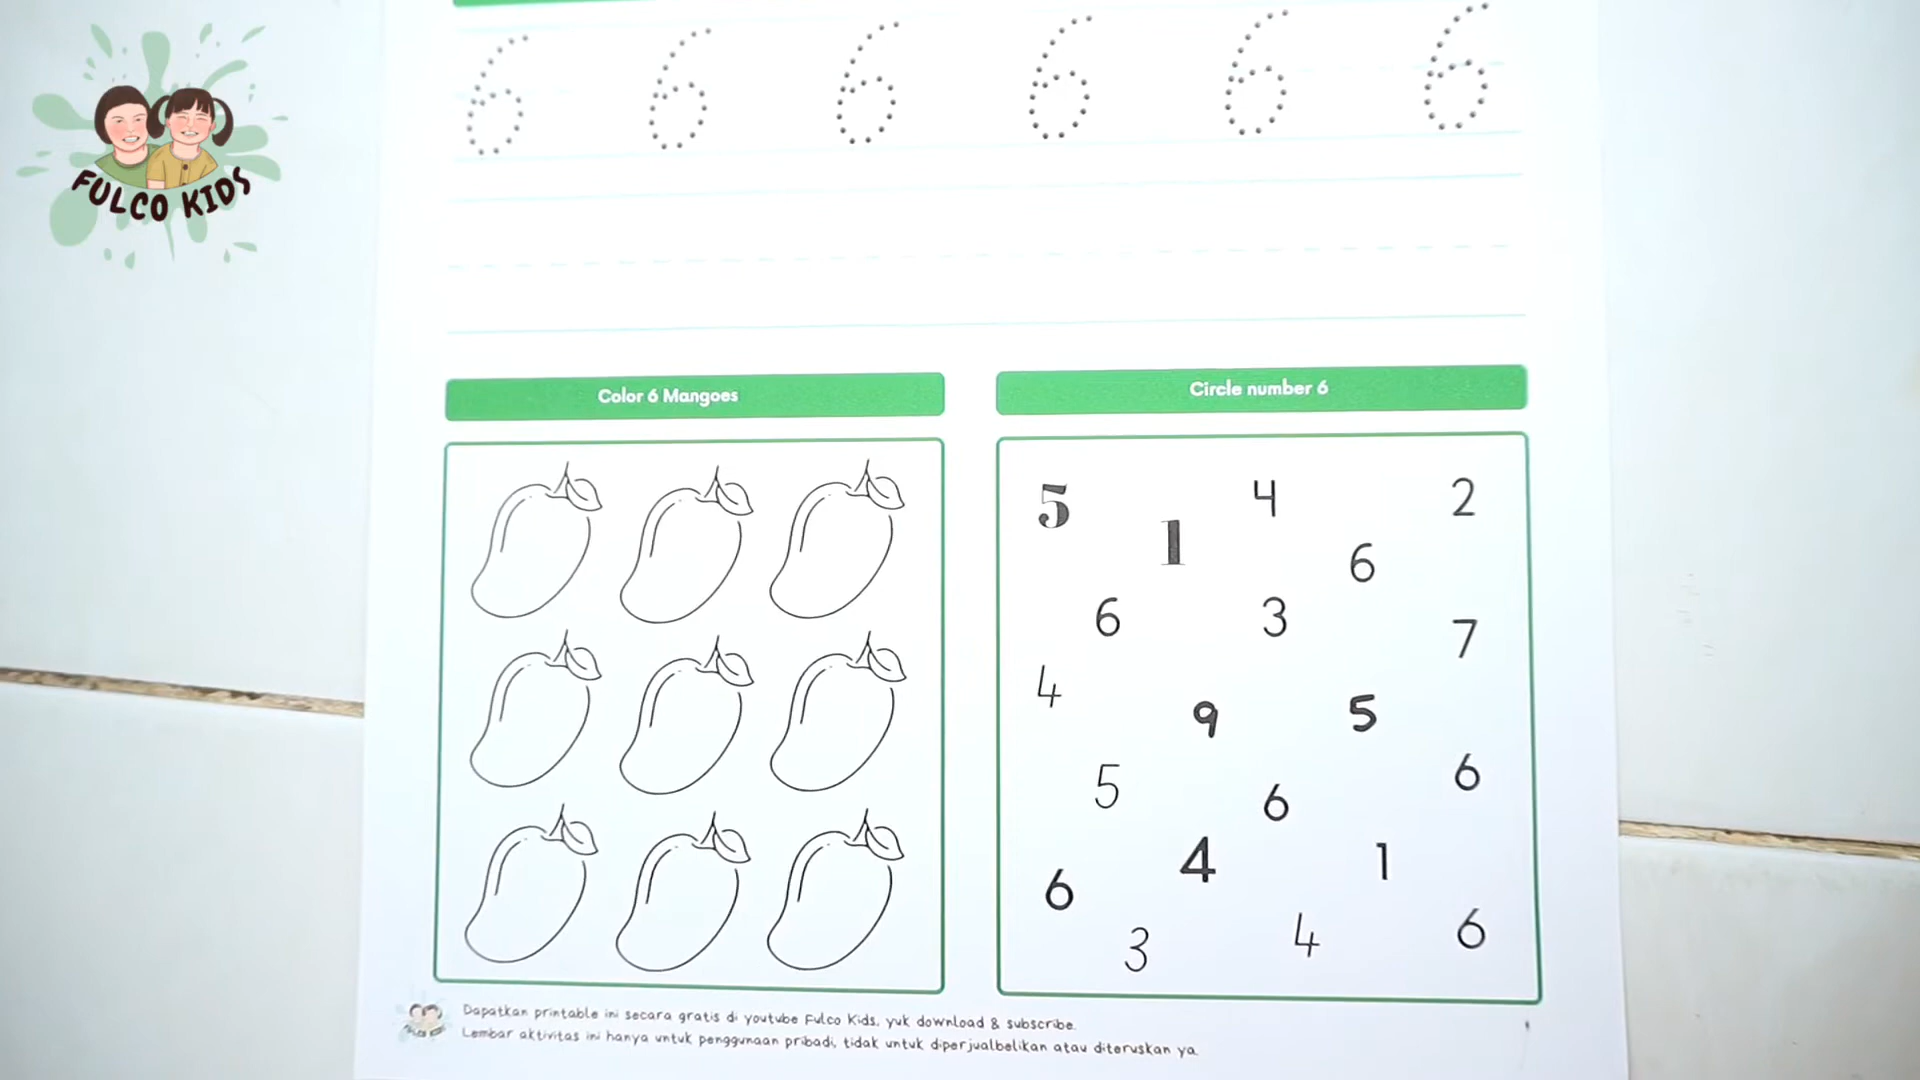 FULCO KIDS
6 6 6 6 6 6
Color 6 Mangoes
Circle number 6
5 4 2
1 6
6 3 7
4 9 5
5 6 6
6 4 1
3 4 6
Dapatkan printable ini secara gratis di youtube Fulco Kids, yuk download & subscribe.
Lembar aktivitas ini hanya untuk penggunaan pribadi, tidak untuk diperjualbelikan atau diteruskan ya